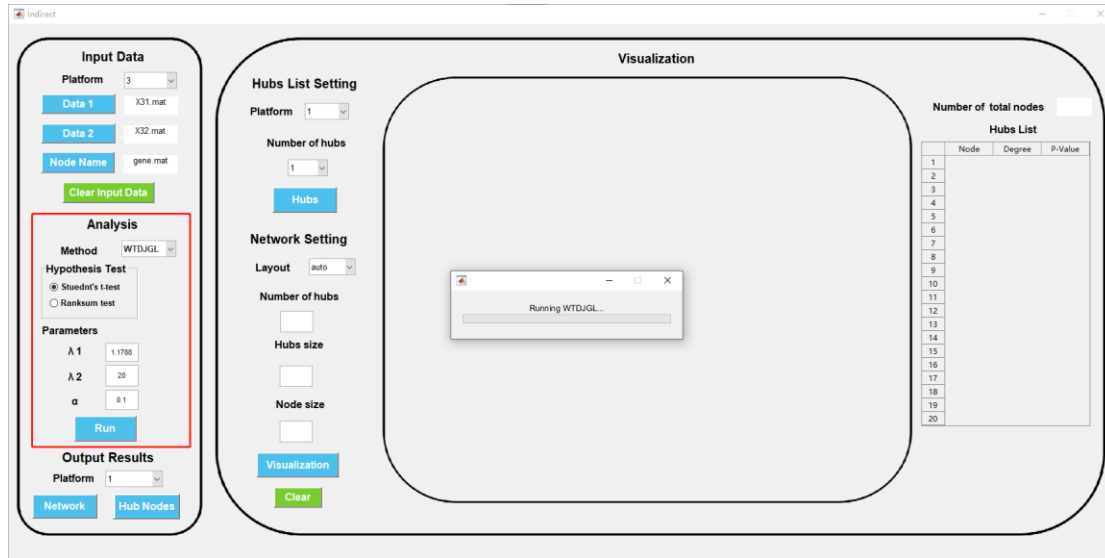 Indirect
Input Data
Platform 3
Data 1 X31.mat
Data 2 X32.mat
Node Name gene.mat
Clear Input Data
Analysis
Method WTDJGL
Hypothesis Test
Stuednt's t-test
Ranksum test
Parameters
λ 1 1.1788
λ 2 20
α 0.1
Run
Output Results
Platform 1
Network Hub Nodes
Hubs List Setting
Platform 1
Number of hubs
1
Hubs
Network Setting
Layout auto
Number of hubs
Hubs size
Node size
Visualization
Clear
Visualization
Running WTDJGL...
Number of total nodes
Hubs List
Node Degree P-Value
1
2
3
4
5
6
7
8
9
10
11
12
13
14
15
16
17
18
19
20